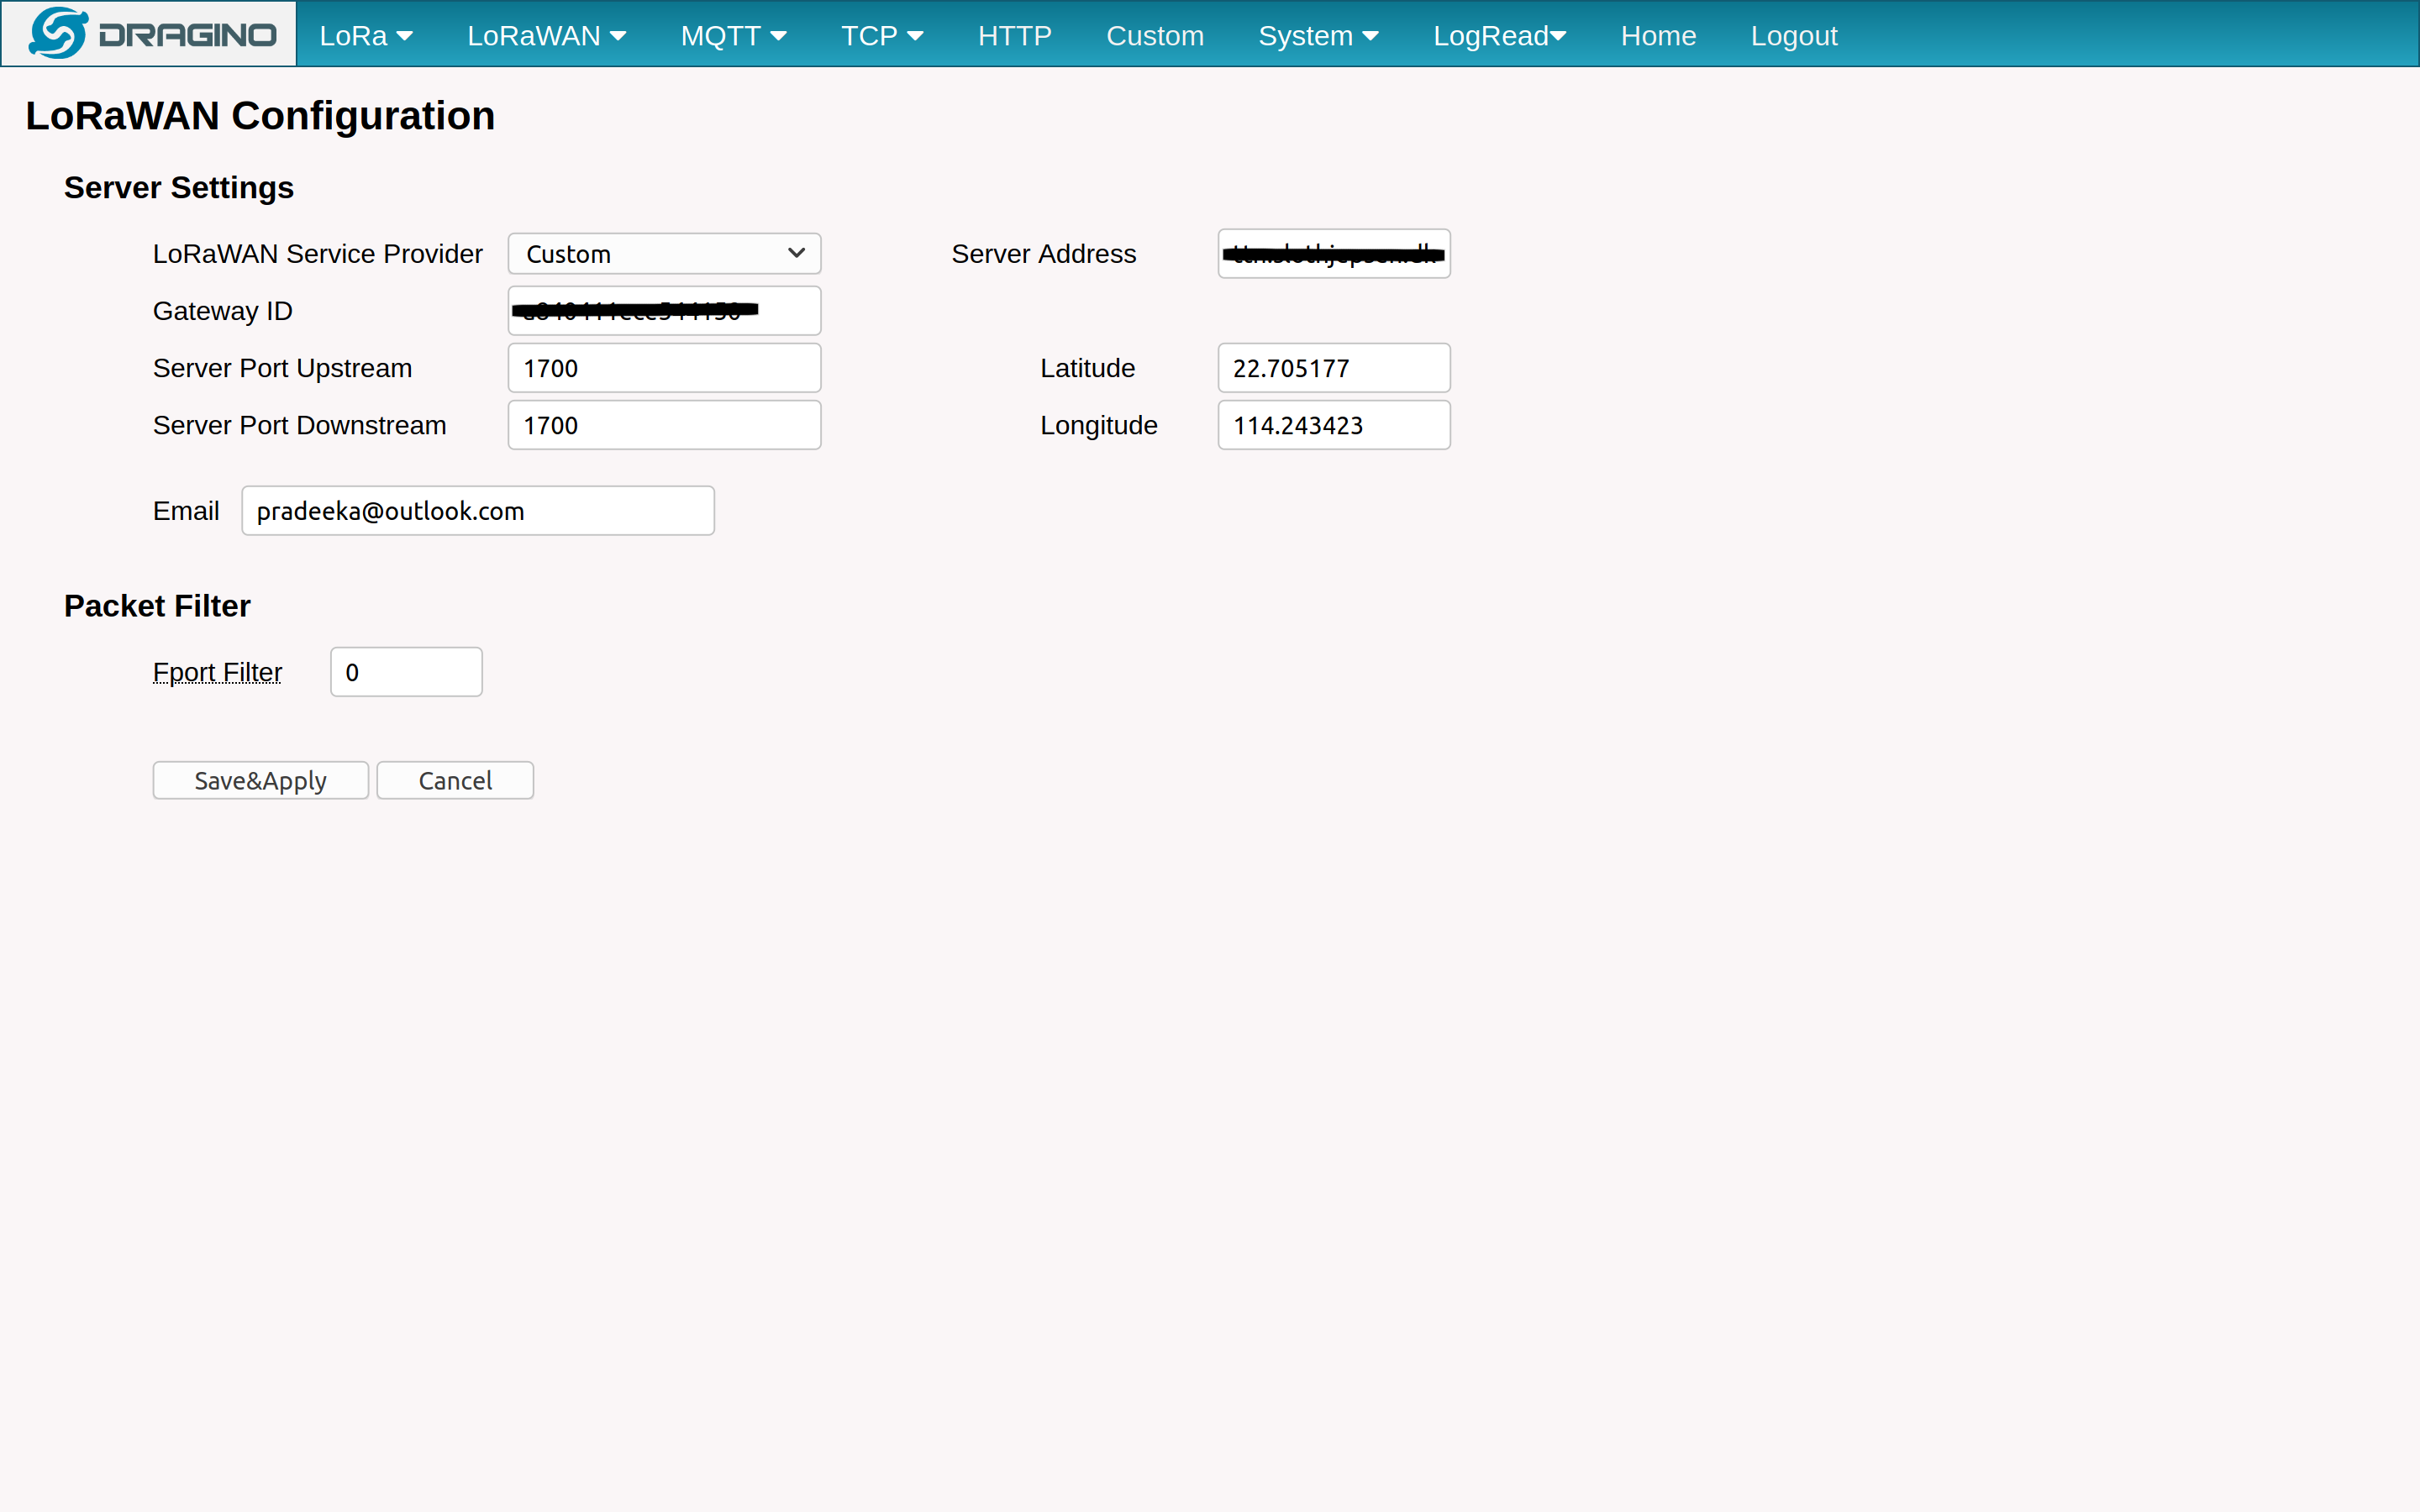 DRAGINO LoRa LoRaWAN MQTT TCP HTTP Custom System LogRead Home Logout
LoRaWAN Configuration
Server Settings
LoRaWAN Service Provider Custom Server Address
Gateway ID
Server Port Upstream 1700 Latitude 22.705177
Server Port Downstream 1700 Longitude 114.243423
Email pradeeka@outlook.com
Packet Filter
Fport Filter 0
Save&Apply Cancel